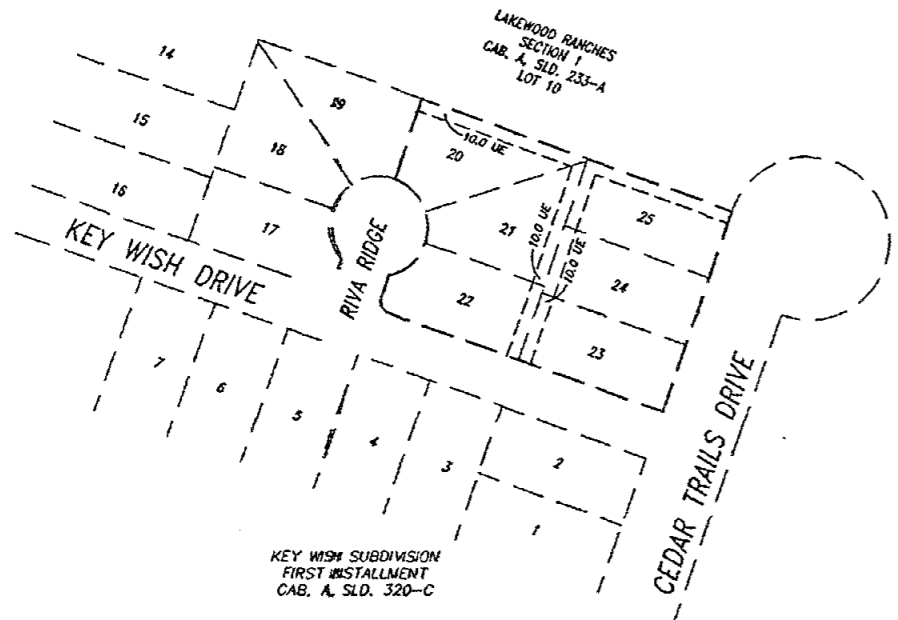 LAKEWOOD RANCHES
SECTION 1
CAB. A, SLD. 233-A
LOT 10
14
19
10.0 UE
15
18
20
16
17
21
25
10.0 UE
10.0 UE
KEY WISH DRIVE
RIVA RIDGE
22
24
23
7
6
5
4
3
2
1
CEDAR TRAILS DRIVE
KEY WISH SUBDIVISION
FIRST INSTALLMENT
CAB. A, SLD. 320-C